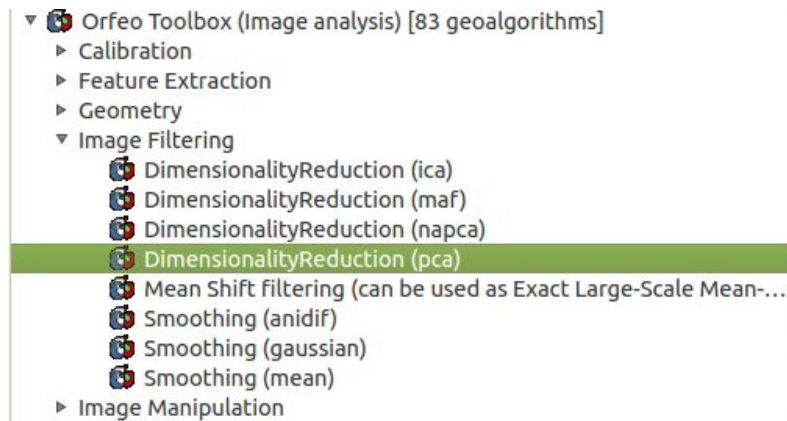 Orfeo Toolbox (Image analysis) [83 geoalgorithms]
Calibration
Feature Extraction
Geometry
Image Filtering
DimensionalityReduction (ica)
DimensionalityReduction (maf)
DimensionalityReduction (napca)
DimensionalityReduction (pca)
Mean Shift filtering (can be used as Exact Large-Scale Mean-...
Smoothing (anidif)
Smoothing (gaussian)
Smoothing (mean)
Image Manipulation